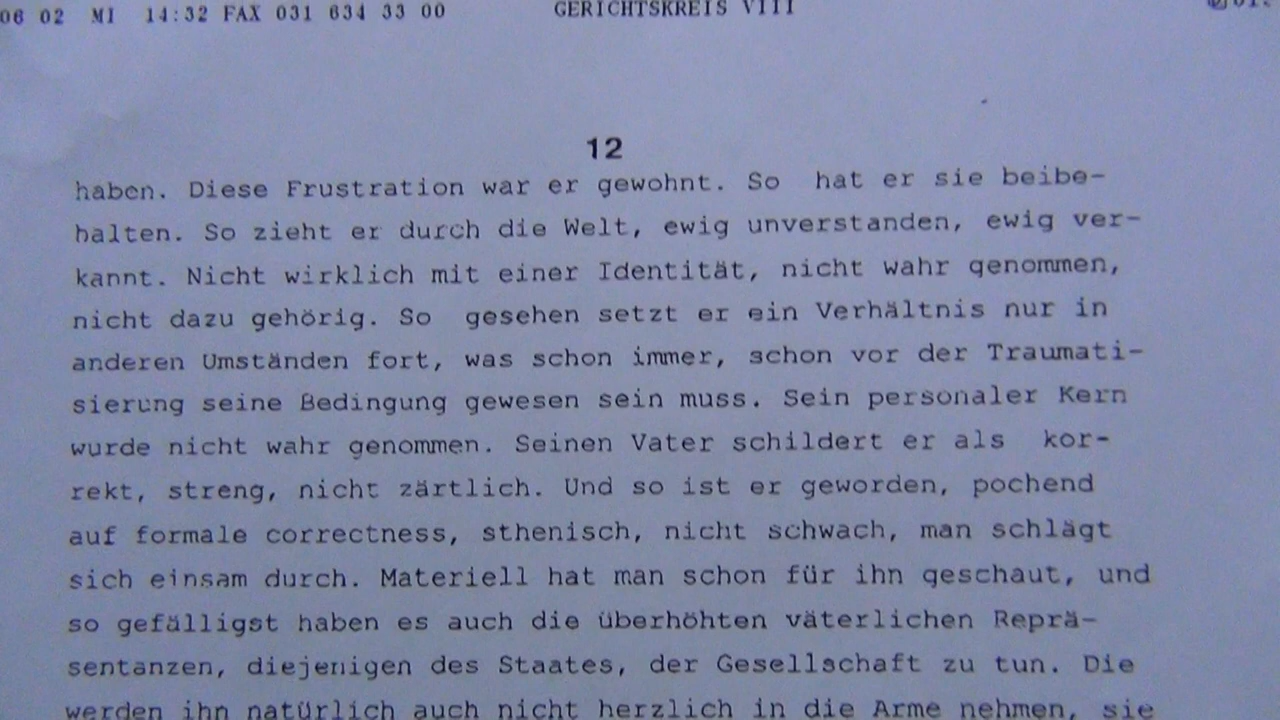 06 02 MI 14:32 FAX 031 634 33 00 GERICHTSKREIS VIII
12
haben. Diese Frustration war er gewohnt. So hat er sie beibe-
halten. So zieht er durch die Welt, ewig unverstanden, ewig ver-
kannt. Nicht wirklich mit einer Identität, nicht wahr genommen,
nicht dazu gehörig. So gesehen setzt er ein Verhältnis nur in
anderen Umständen fort, was schon immer, schon vor der Traumati-
sierung seine Bedingung gewesen sein muss. Sein personaler Kern
wurde nicht wahr genommen. Seinen Vater schildert er als kor-
rekt, streng, nicht zärtlich. Und so ist er geworden, pochend
auf formale correctness, sthenisch, nicht schwach, man schlägt
sich einsam durch. Materiell hat man schon für ihn geschaut, und
so gefälligst haben es auch die überhöhten väterlichen Reprä-
sentanzen, diejenigen des Staates, der Gesellschaft zu tun. Die
werden ihn natürlich auch nicht herzlich in die Arme nehmen, sie